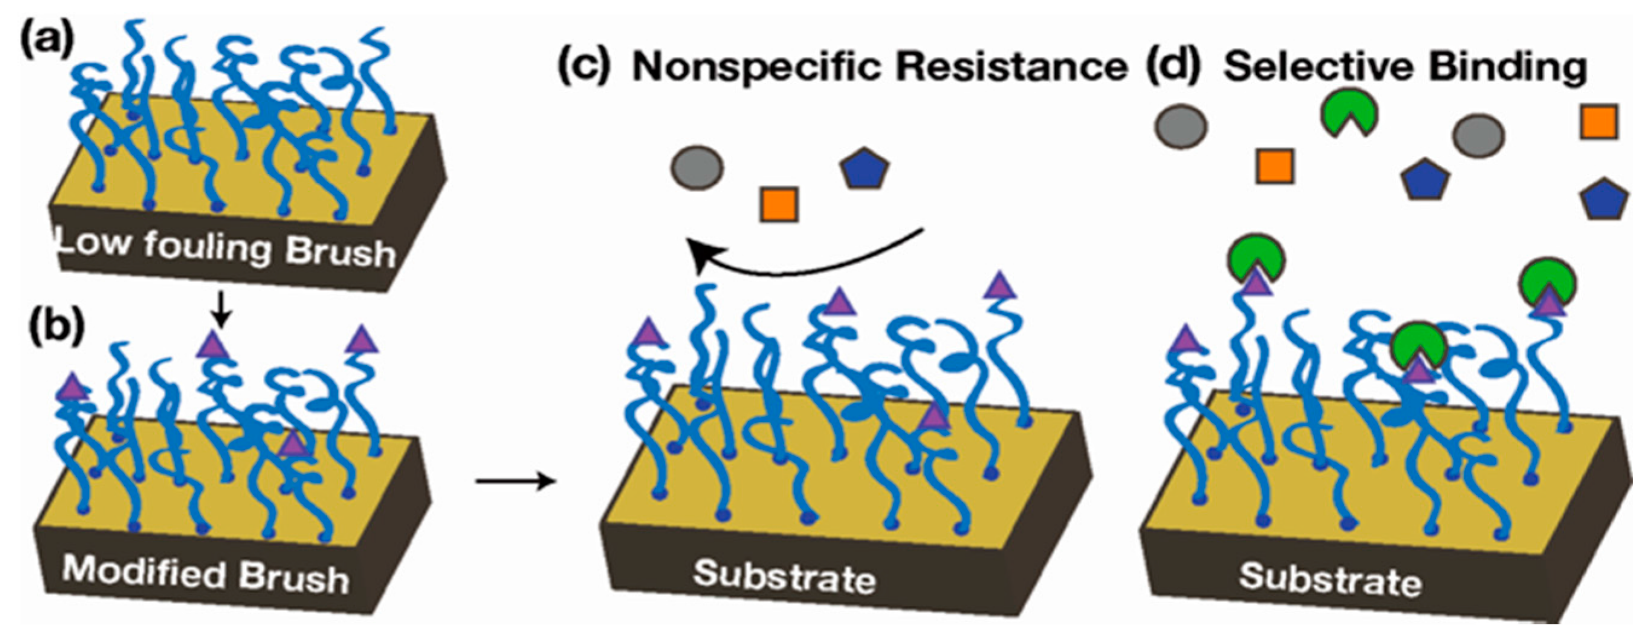 (a)
Low fouling Brush
(b)
Modified Brush
(c) Nonspecific Resistance
Substrate
(d) Selective Binding
Substrate